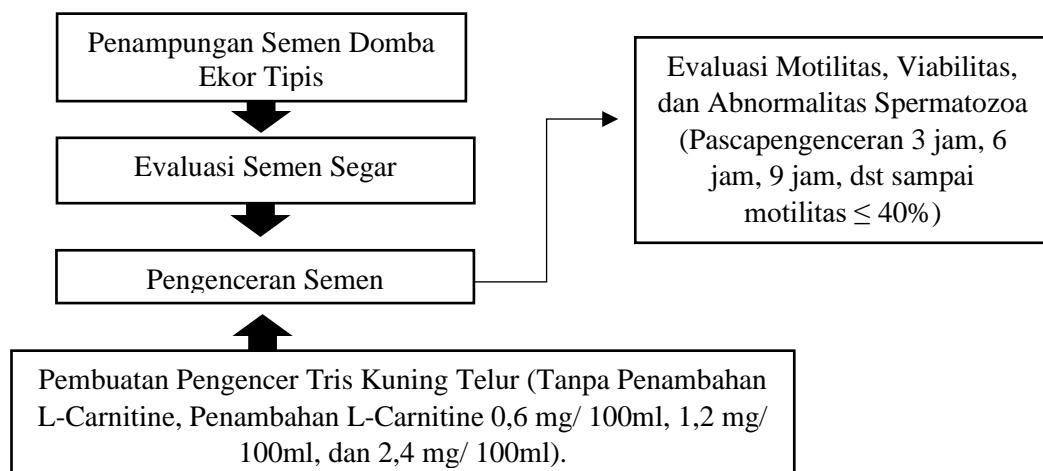 Penampungan Semen Domba
Ekor Tipis
Evaluasi Semen Segar
Pengenceran Semen
Evaluasi Motilitas, Viabilitas,
dan Abnormalitas Spermatozoa
(Pascapengenceran 3 jam, 6
jam, 9 jam, dst sampai
motilitas ≤ 40%)
Pembuatan Pengencer Tris Kuning Telur (Tanpa Penambahan
L-Carnitine, Penambahan L-Carnitine 0,6 mg/ 100ml, 1,2 mg/
100ml, dan 2,4 mg/ 100ml).